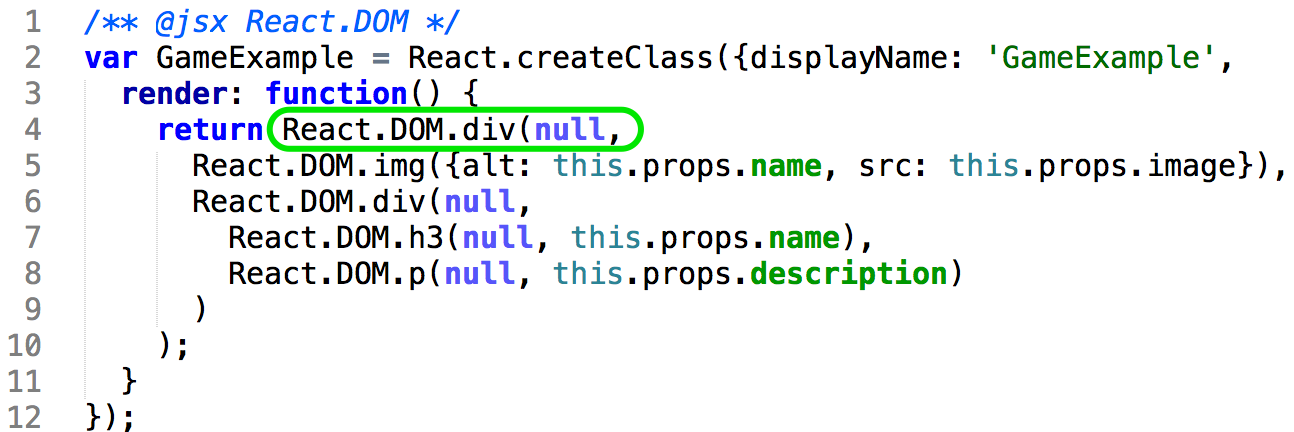 1 /** @jsx React.DOM */
2 var GameExample = React.createClass({displayName: 'GameExample',
3 render: function() {
4 return React.DOM.div(null,
5 React.DOM.img({alt: this.props.name, src: this.props.image}),
6 React.DOM.div(null,
7 React.DOM.h3(null, this.props.name),
8 React.DOM.p(null, this.props.description)
9 )
10 );
11 }
12 });